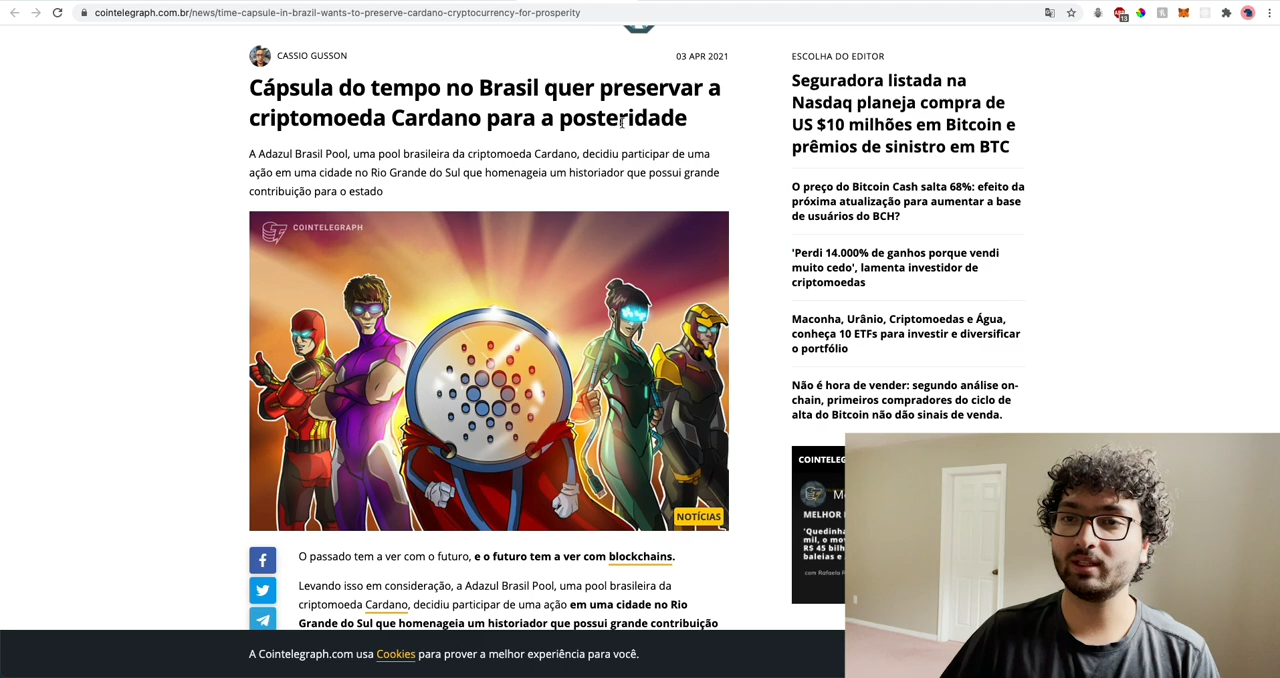 cointelegraph.com.br/news/time-capsule-in-brazil-wants-to-preserve-cardano-cryptocurrency-for-prosperity
13
CASSIO GUSSON
03 APR 2021
Cápsula do tempo no Brasil quer preservar a
criptomoeda Cardano para a posteridade
A Adazul Brasil Pool, uma pool brasileira da criptomoeda Cardano, decidiu participar de uma
ação em uma cidade no Rio Grande do Sul que homenageia um historiador que possui grande
contribuição para o estado
COINTELEGRAPH
NOTÍCIAS
O passado tem a ver com o futuro, e o futuro tem a ver com blockchains.
Levando isso em consideração, a Adazul Brasil Pool, uma pool brasileira da
criptomoeda Cardano, decidiu participar de uma ação em uma cidade no Rio
Grande do Sul que homenageia um historiador que possui grande contribuição
ESCOLHA DO EDITOR
Seguradora listada na
Nasdaq planeja compra de
US $10 milhões em Bitcoin e
prêmios de sinistro em BTC
O preço do Bitcoin Cash salta 68%: efeito da
próxima atualização para aumentar a base
de usuários do BCH?
'Perdi 14.000% de ganhos porque vendi
muito cedo', lamenta investidor de
criptomoedas
Maconha, Urânio, Criptomoedas e Água,
conheça 10 ETFs para investir e diversificar
o portfólio
Não é hora de vender: segundo análise on-
chain, primeiros compradores do ciclo de
alta do Bitcoin não dão sinais de venda.
COINTELEG
MELHOR
'Quedinha
mil, o mov
R$ 45 bilh
baleias e
com Rafaela
A Cointelegraph.com usa Cookies para prover a melhor experiência para você.